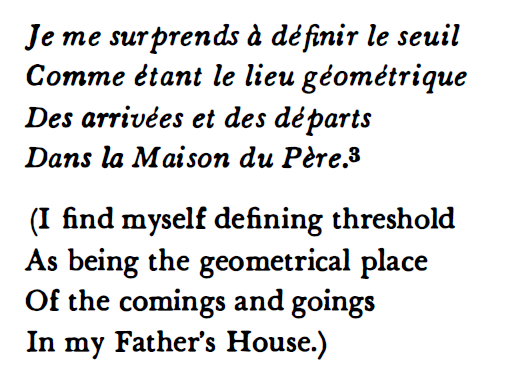 Je me surprends à définir le seuil
Comme étant le lieu géométrique
Des arrivées et des départs
Dans la Maison du Père.³
(I find myself defining threshold
As being the geometrical place
Of the comings and goings
In my Father's House.)